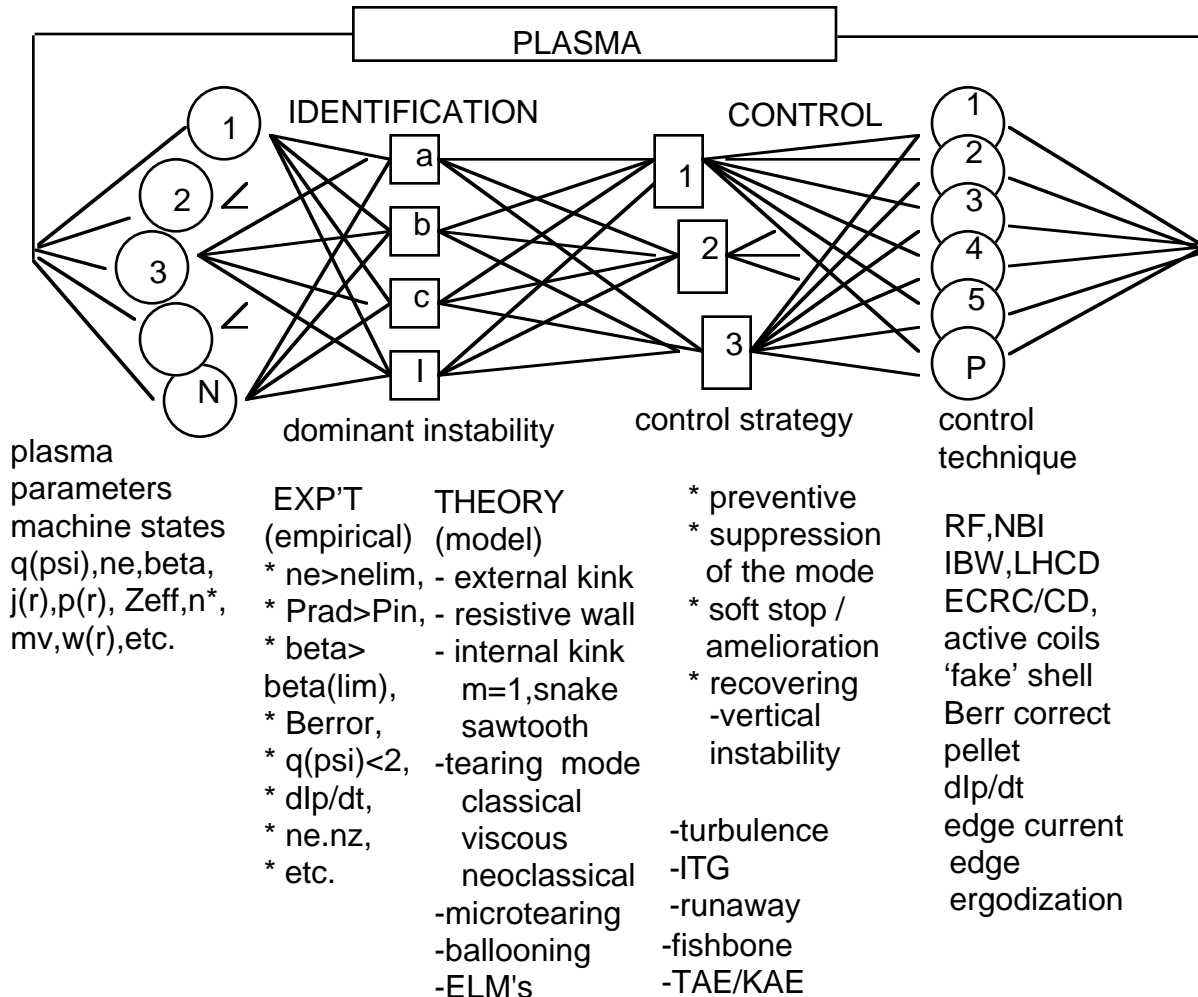 PLASMA
IDENTIFICATION
CONTROL
1
2
3
N
a
b
c
I
1
2
3
1
2
3
4
5
P
dominant instability
control strategy
control
technique
plasma
parameters
machine states
q(psi),ne,beta,
j(r),p(r), Zeff,n*,
mv,w(r),etc.
EXP'T
(empirical)
* ne>nelim,
* Prad>Pin,
* beta>
beta(lim),
* Berror,
* q(psi)<2,
* dIp/dt,
* ne.nz,
* etc.
THEORY
(model)
- external kink
- resistive wall
- internal kink
m=1,snake
sawtooth
-tearing mode
classical
viscous
neoclassical
-microtearing
-ballooning
-ELM's
* preventive
* suppression
of the mode
* soft stop /
amelioration
* recovering
-vertical
instability
-turbulence
-ITG
-runaway
-fishbone
-TAE/KAE
RF,NBI
IBW,LHCD
ECRC/CD,
active coils
‘fake’ shell
Berr correct
pellet
dIp/dt
edge current
edge
ergodization